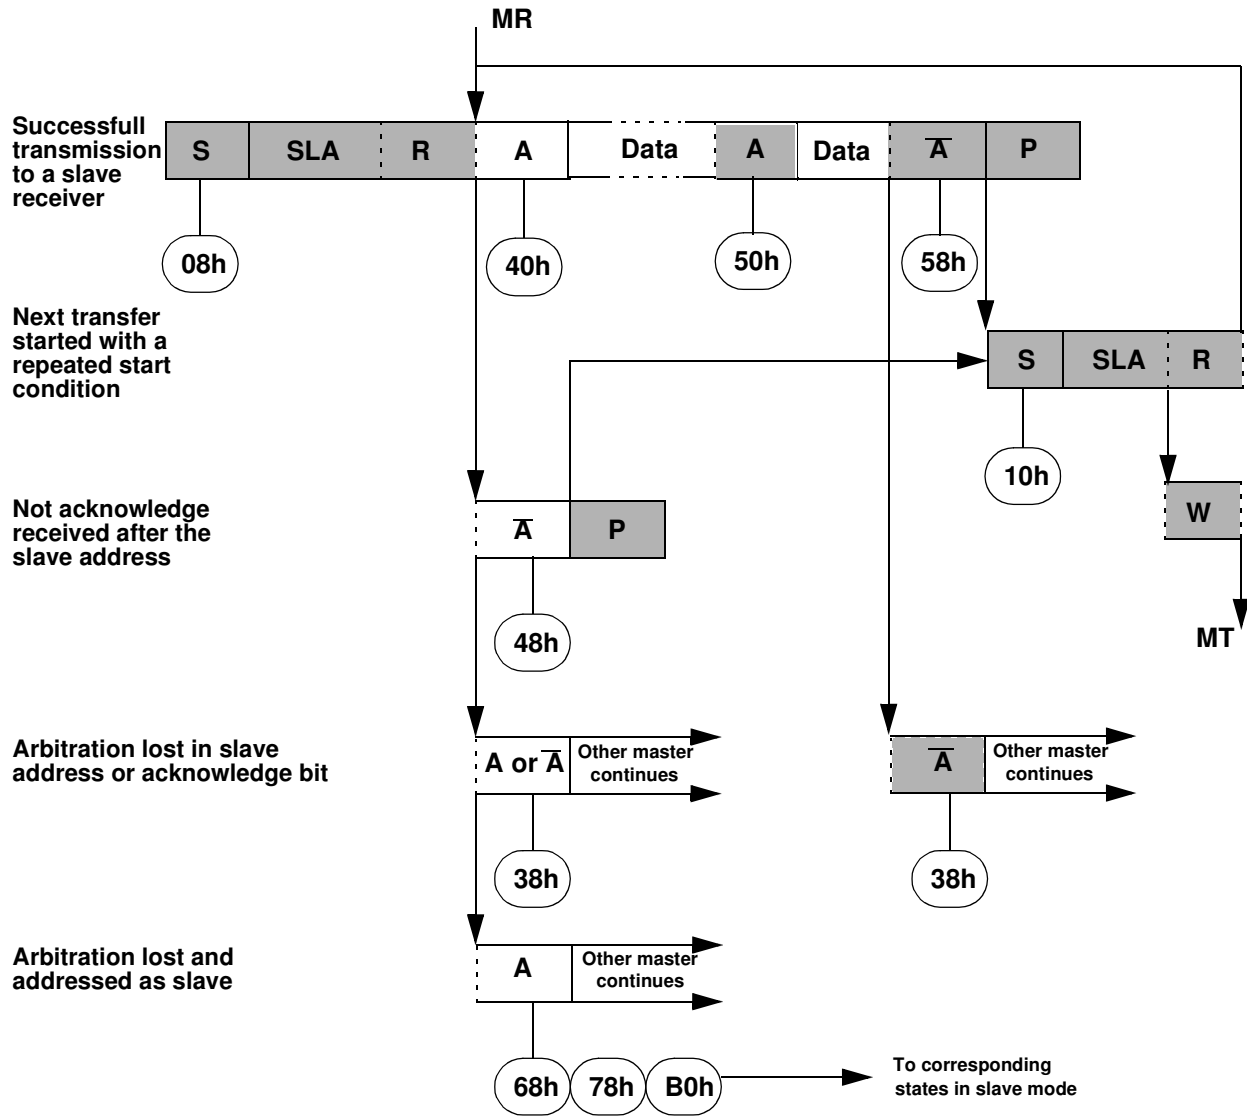 MR
Successfull
transmission
to a slave
receiver
S SLA R A Data A Data A̅ P
08h 40h 50h 58h
Next transfer
started with a
repeated start
condition
S SLA R
10h
Not acknowledge
received after the
slave address
A̅ P
W
48h
MT
Arbitration lost in slave
address or acknowledge bit
A or A̅
Other master
continues
A̅
Other master
continues
38h 38h
Arbitration lost and
addressed as slave
A
Other master
continues
68h 78h B0h
To corresponding
states in slave mode